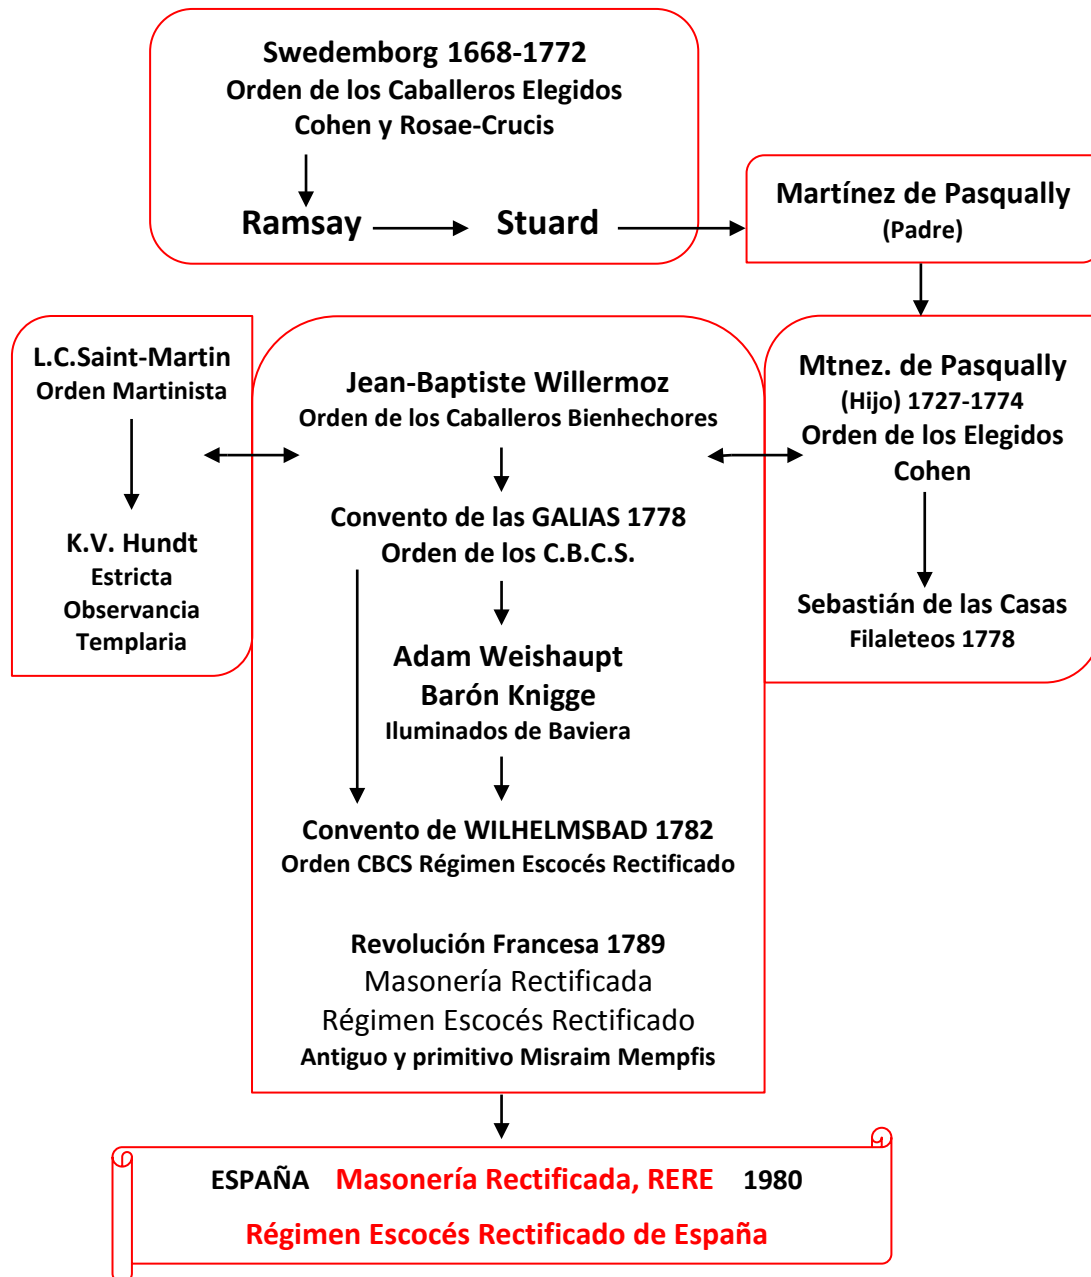 Swedemborg 1668-1772
Orden de los Caballeros Elegidos
Cohen y Rosae-Crucis
Ramsay
Stuard
Martínez de Pasqually
(Padre)
L.C.Saint-Martin
Orden Martinista
K.V. Hundt
Estricta
Observancia
Templaria
Jean-Baptiste Willermoz
Orden de los Caballeros Bienhechores
Convento de las GALIAS 1778
Orden de los C.B.C.S.
Adam Weishaupt
Barón Knigge
Iluminados de Baviera
Convento de WILHELMSBAD 1782
Orden CBCS Régimen Escocés Rectificado
Revolución Francesa 1789
Masonería Rectificada
Régimen Escocés Rectificado
Antiguo y primitivo Misraim Mempfis
Mtnez. de Pasqually
(Hijo) 1727-1774
Orden de los Elegidos
Cohen
Sebastián de las Casas
Filaleteos 1778
ESPAÑA Masonería Rectificada, RERE 1980
Régimen Escocés Rectificado de España